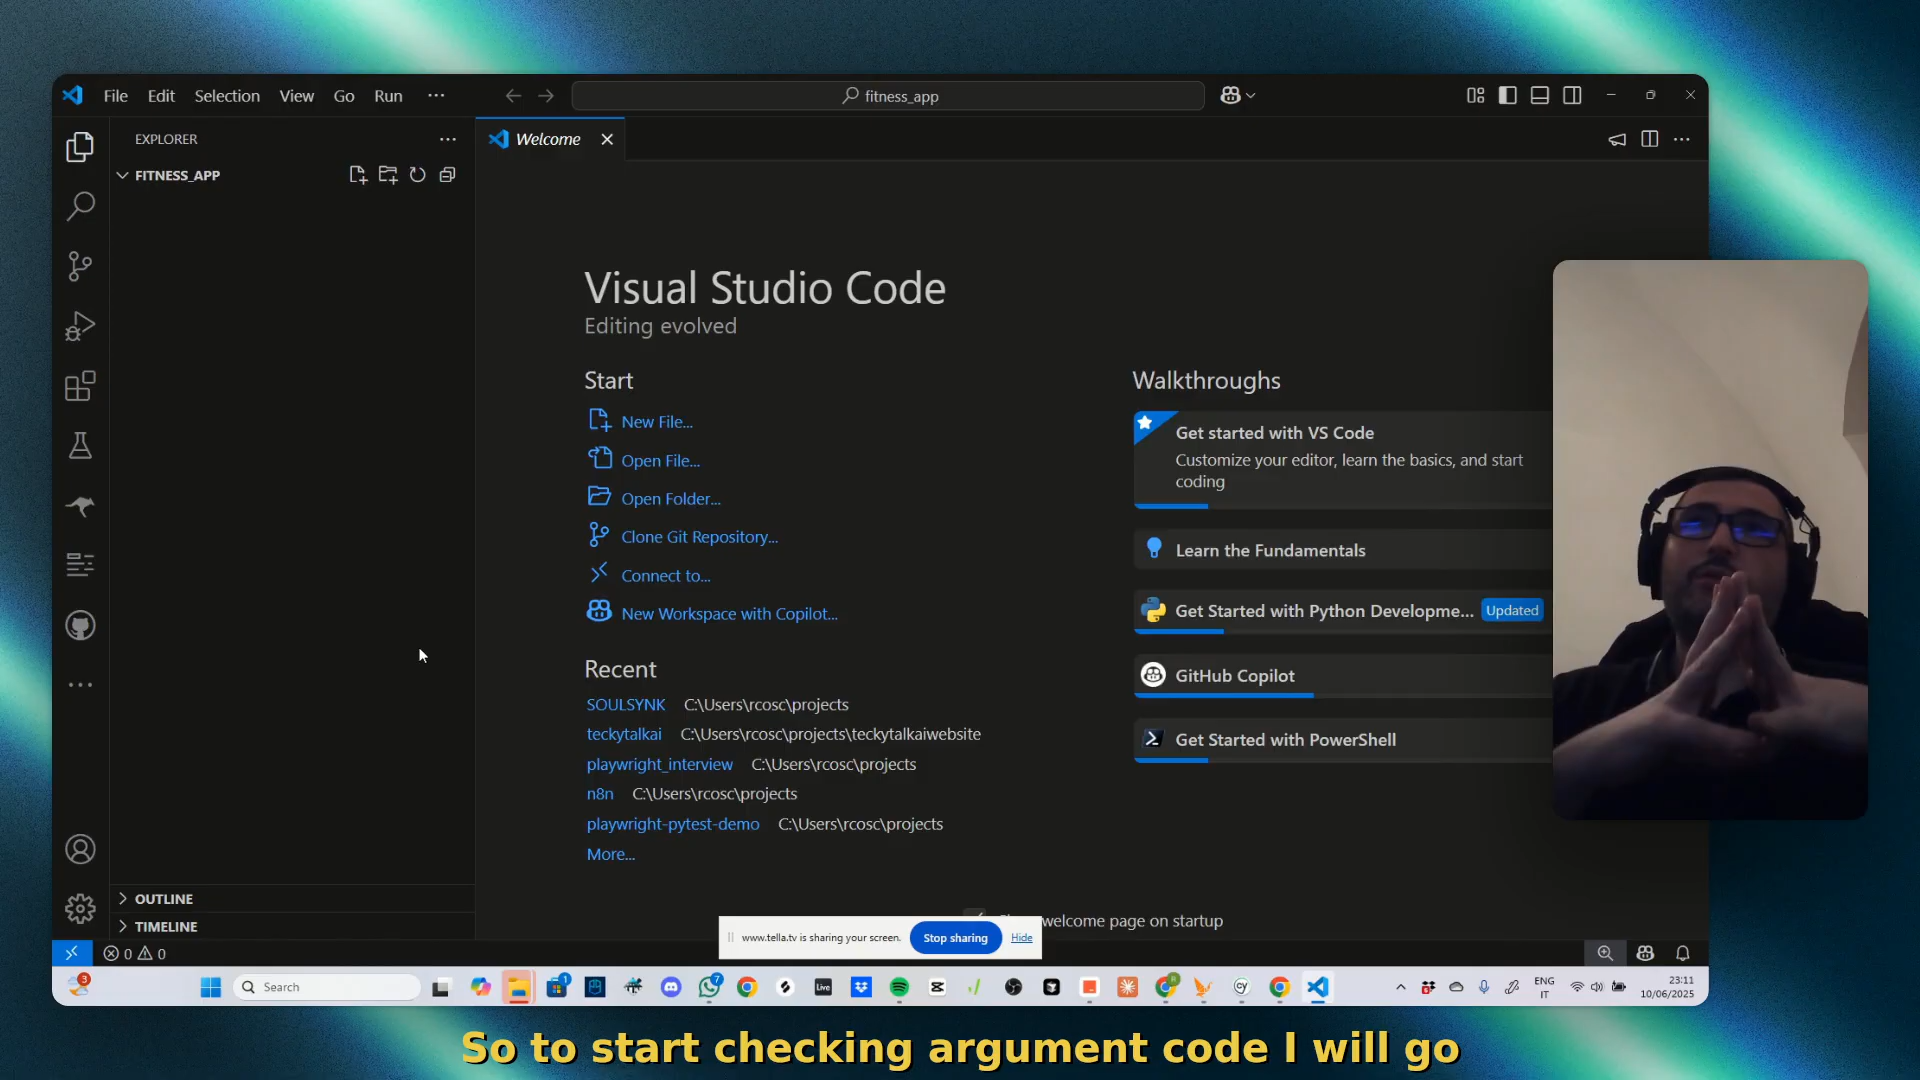 File Edit Selection View Go Run ···
fitness_app
EXPLORER
Welcome
FITNESS_APP
Visual Studio Code
Editing evolved
Start
New File...
Open File...
Open Folder...
Clone Git Repository...
Connect to...
New Workspace with Copilot...
Recent
SOULSYNK C:\Users\rcosc\projects
teckytalkai C:\Users\rcosc\projects\teckytalkaiwebsite
playwright_interview C:\Users\rcosc\projects
n8n C:\Users\rcosc\projects
playwright-pytest-demo C:\Users\rcosc\projects
More...
Walkthroughs
Get started with VS Code
Customize your editor, learn the basics, and start
coding
Learn the Fundamentals
Get Started with Python Developme... Updated
GitHub Copilot
Get Started with PowerShell
welcome page on startup
OUTLINE
TIMELINE
www.tella.tv is sharing your screen. Stop sharing Hide
0 0
3
Search
1
7
Live
cy
ENG
IT
23:11
10/06/2025
So to start checking argument code I will go